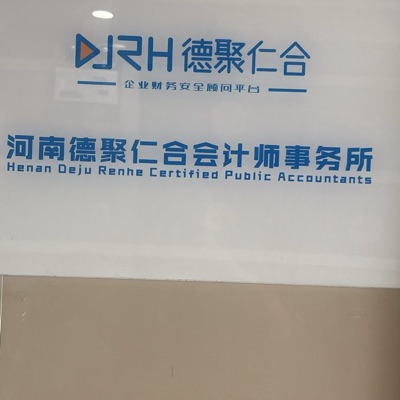 DJRH 德聚仁合
企业财务安全顾问平台
河南德聚仁合会计师事务所
Henan Deju Renhe Certified Public Accountants